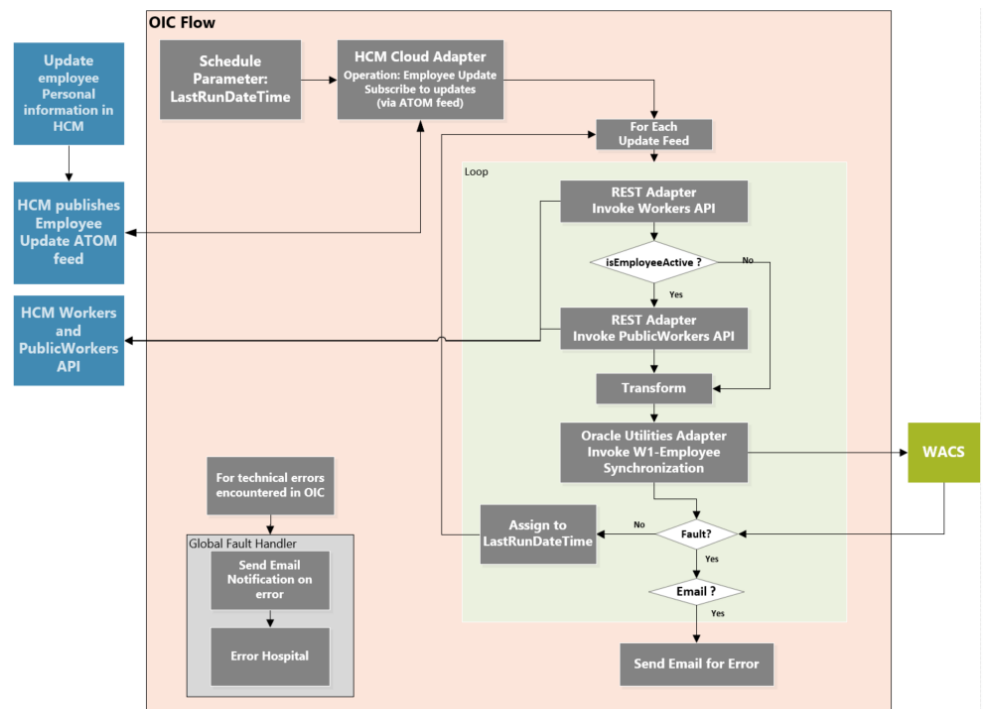 OIC Flow
Update
employee
Personal
information in
HCM
HCM publishes
Employee
Update ATOM
feed
HCM Workers
and
PublicWorkers
API
Schedule
Parameter:
LastRunDateTime
HCM Cloud Adapter
Operation: Employee Update
Subscribe to updates
(via ATOM feed)
For Each
Update Feed
Loop
REST Adapter
Invoke Workers API
isEmployeeActive ?
No
Yes
REST Adapter
Invoke PublicWorkers API
Transform
Oracle Utilities Adapter
Invoke W1-Employee
Synchronization
WACS
Fault?
No
Assign to
LastRunDateTime
Yes
Email ?
Yes
Send Email for Error
For technical errors
encountered in OIC
Global Fault Handler
Send Email
Notification on
error
Error Hospital